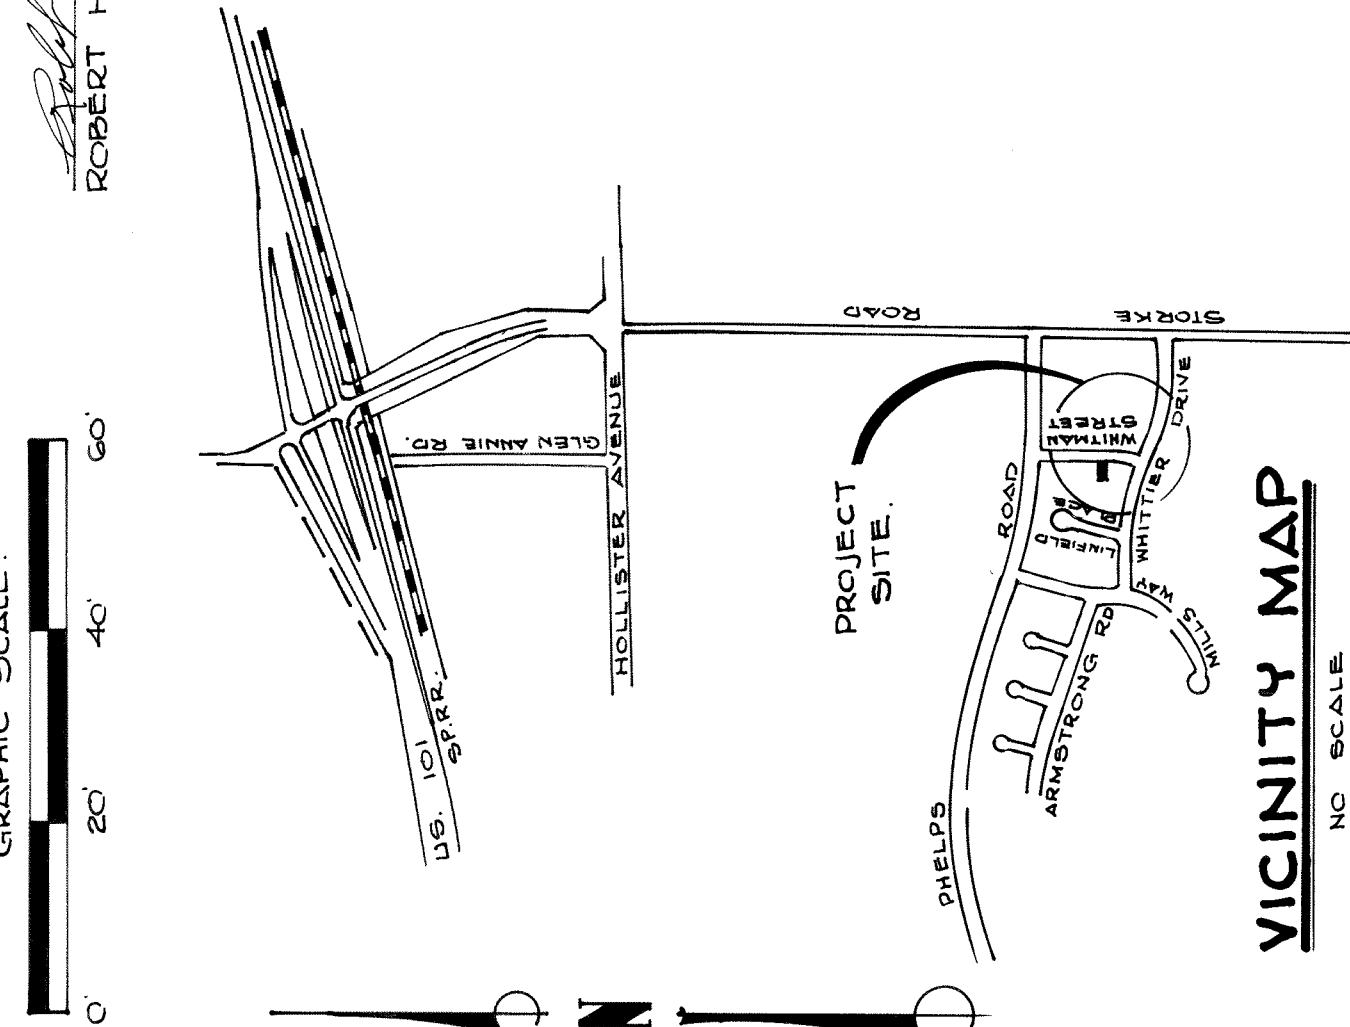 ROBERT H
GRAPHIC SCALE:
0' 20' 40' 60'
U.S. 101
S.P.R.R.
GLEN ANNIE RD.
HOLLISTER AVENUE
STORKE ROAD
PROJECT
SITE.
PHELPS ROAD
WHITMAN
STREET
WHITTIER DRIVE
LINFIELD
PLACE
ARMSTRONG RD
MILLS WAY
N
VICINITY MAP
NO SCALE